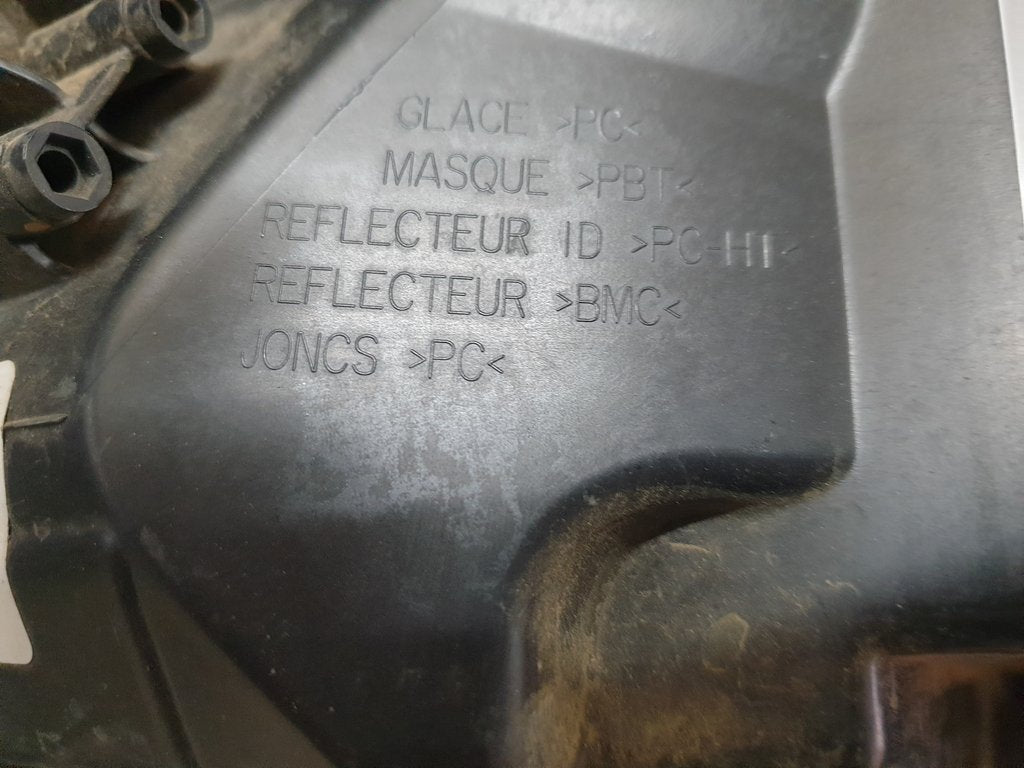 GLACE >PC<
MASQUE >PBT<
REFLECTEUR ID >PC-HT<
REFLECTEUR >BMC<
JONCS >PC<